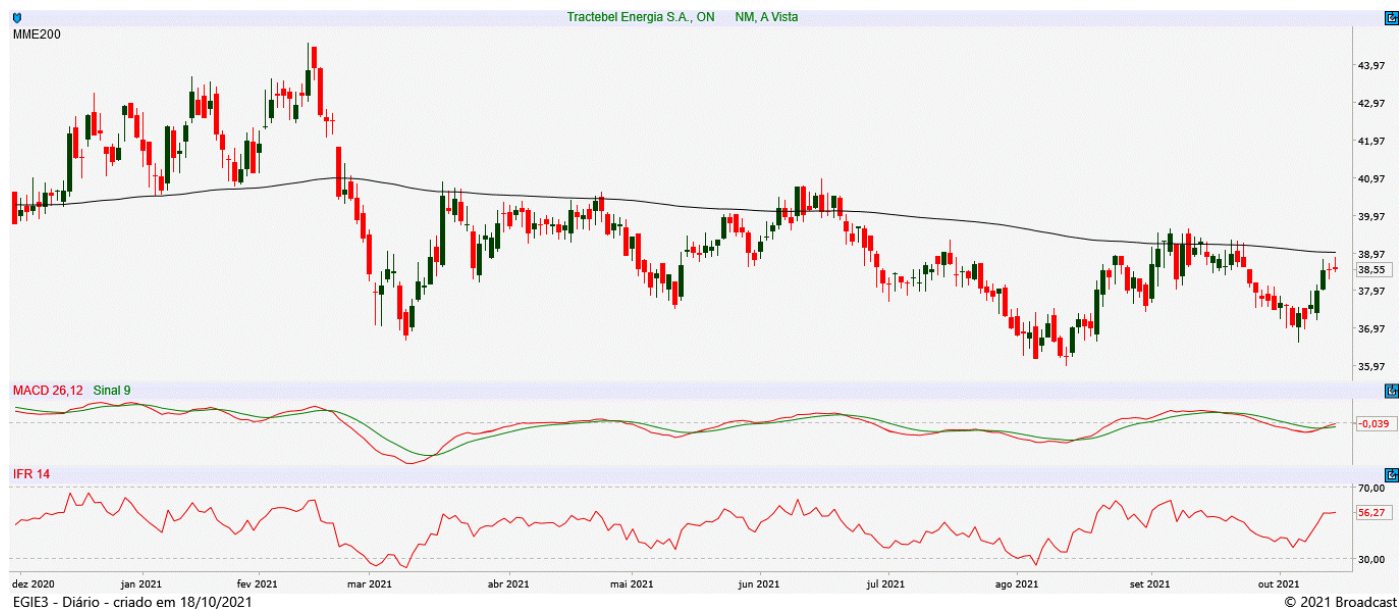 Tractebel Energia S.A., ON NM, A Vista
MME200
43,97
42,97
41,97
40,97
39,97
38,97
38,55
37,97
36,97
35,97
MACD 26,12 Sinal 9
-0,039
IFR 14
70,00
56,27
30,00
dez 2020 jan 2021 fev 2021 mar 2021 abr 2021 mai 2021 jun 2021 jul 2021 ago 2021 set 2021 out 2021
EGIE3 - Diário - criado em 18/10/2021 © 2021 Broadcast